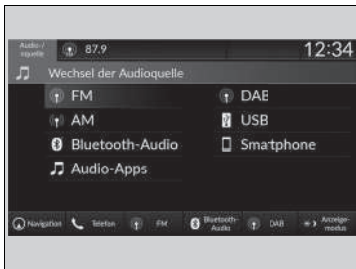 Audio-/
quelle
87.9
12:34
Wechsel der Audioquelle
FM
DAB
AM
USB
Bluetooth-Audio
Smartphone
Audio-Apps
Navigation
Telefon
FM
Bluetooth-
Audio
DAB
Anzeige-
modus